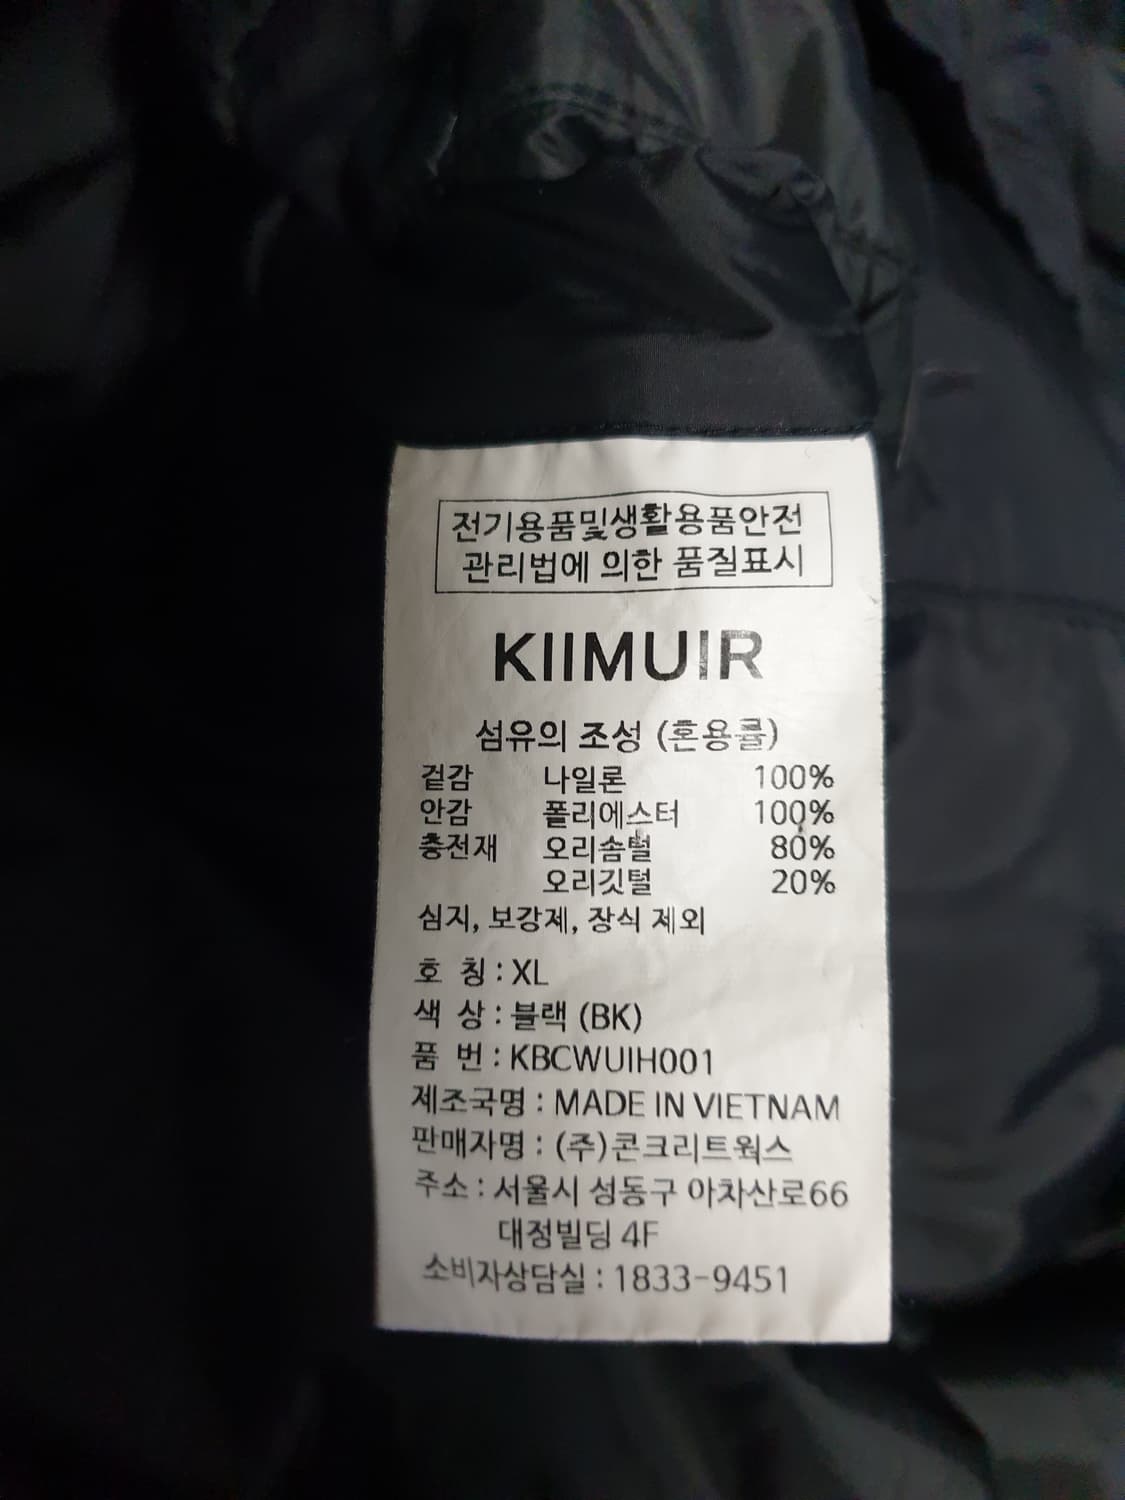 전기용품및생활용품안전
관리법에 의한 품질표시
KIIMUIR
섬유의 조성 (혼용률)
겉감 나일론 100%
안감 폴리에스터 100%
충전재 오리솜털 80%
오리깃털 20%
심지, 보강제, 장식 제외
호 칭 : XL
색 상 : 블랙 (BK)
품 번 : KBCWUIH001
제조국명 : MADE IN VIETNAM
판매자명 : (주)콘크리트웍스
주소 : 서울시 성동구 아차산로66
대정빌딩 4F
소비자상담실 : 1833-9451